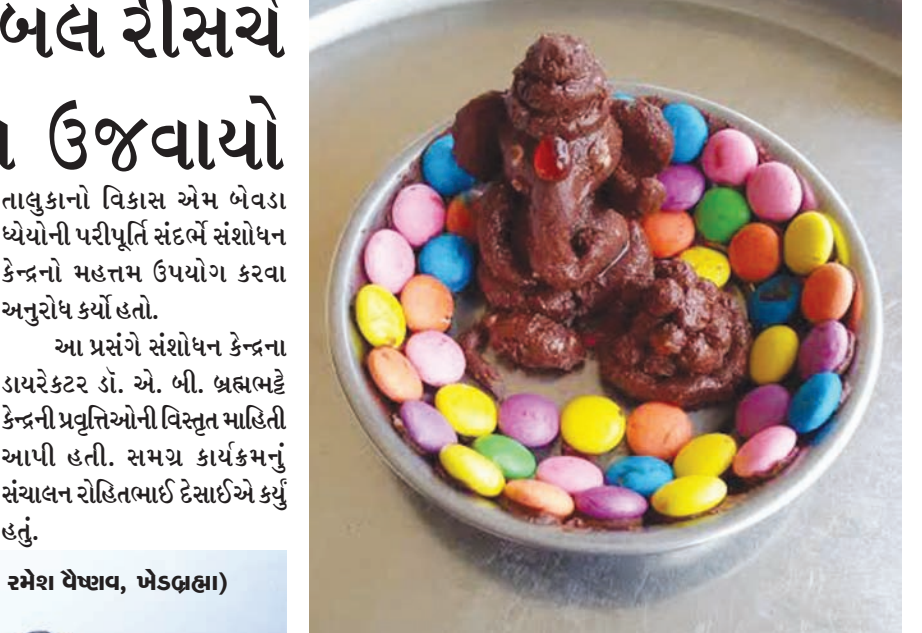 બલ રીસર્ચ
ઉજવાયો
તાલુકાનો વિકાસ એમ બેવડા
ધ્યેયોની પરીપૂર્તિ સંદર્ભે સંશોધન
કેન્દ્રનો મહત્તમ ઉપયોગ કરવા
અનુરોધ કર્યો હતો.
આ પ્રસંગે સંશોધન કેન્દ્રના
ડાયરેક્ટર ડૉ. એ. બી. બ્રહ્મભટ્ટે
કેન્દ્રની પ્રવૃત્તિઓની વિસ્તૃત માહિતી
આપી હતી. સમગ્ર કાર્યક્રમનું
સંચાલન રોહિતભાઈ દેસાઈએ કર્યું
હતું.
રમેશ વૈષ્ણવ, ખેડબ્રહ્મા)